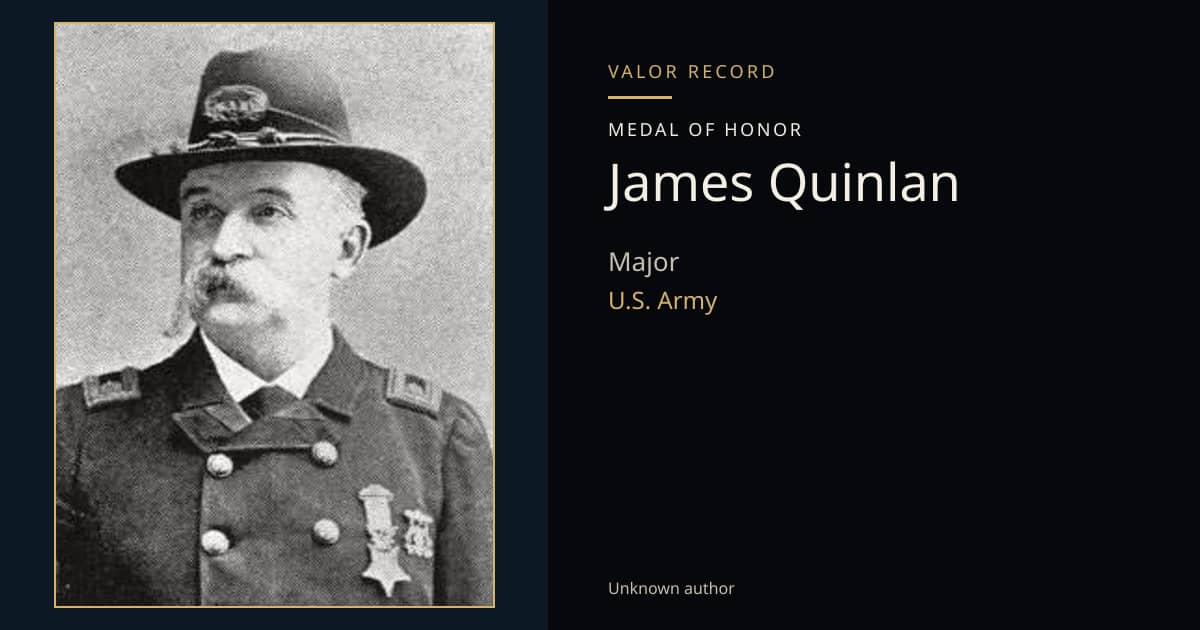 VALOR RECORD
MEDAL OF HONOR
James Quinlan
Major
U.S. Army
Unknown author